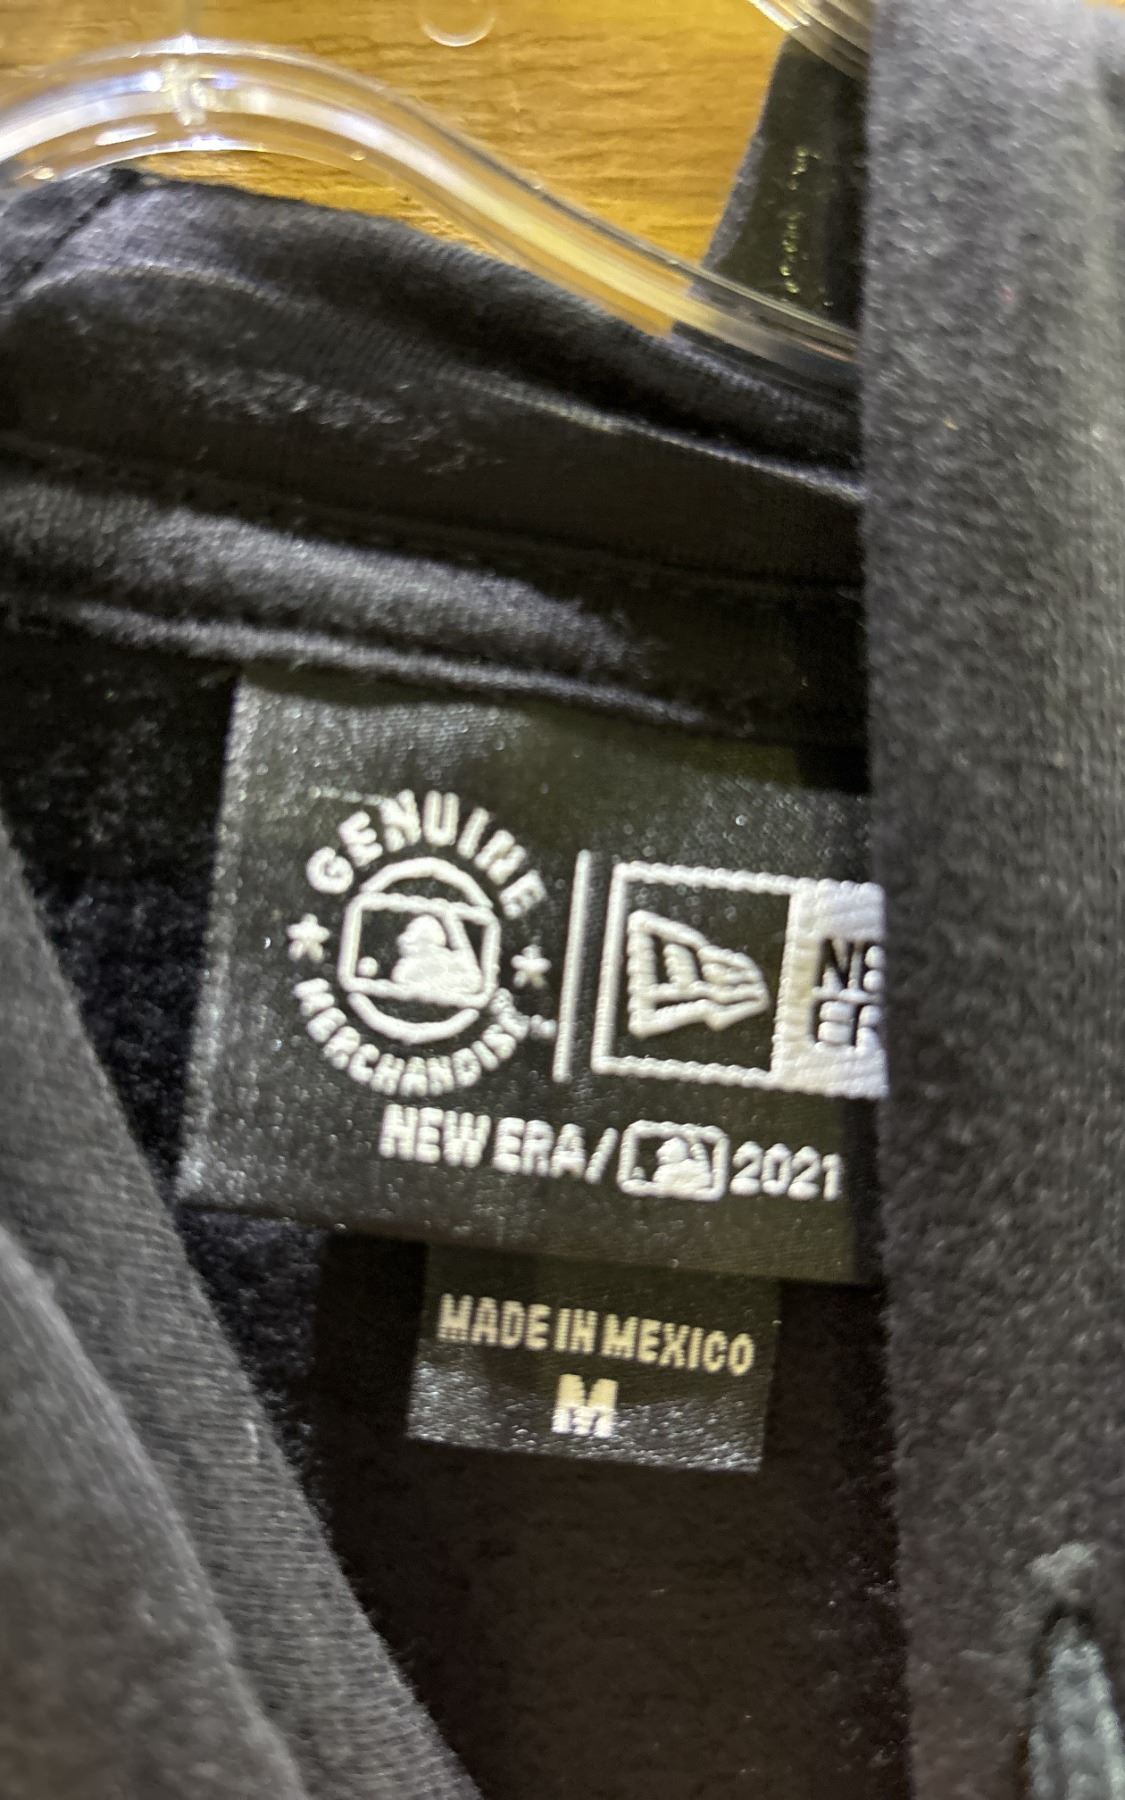 GENUINE
MERCHANDISE
NEW ERA/ 2021
MADE IN MEXICO
M